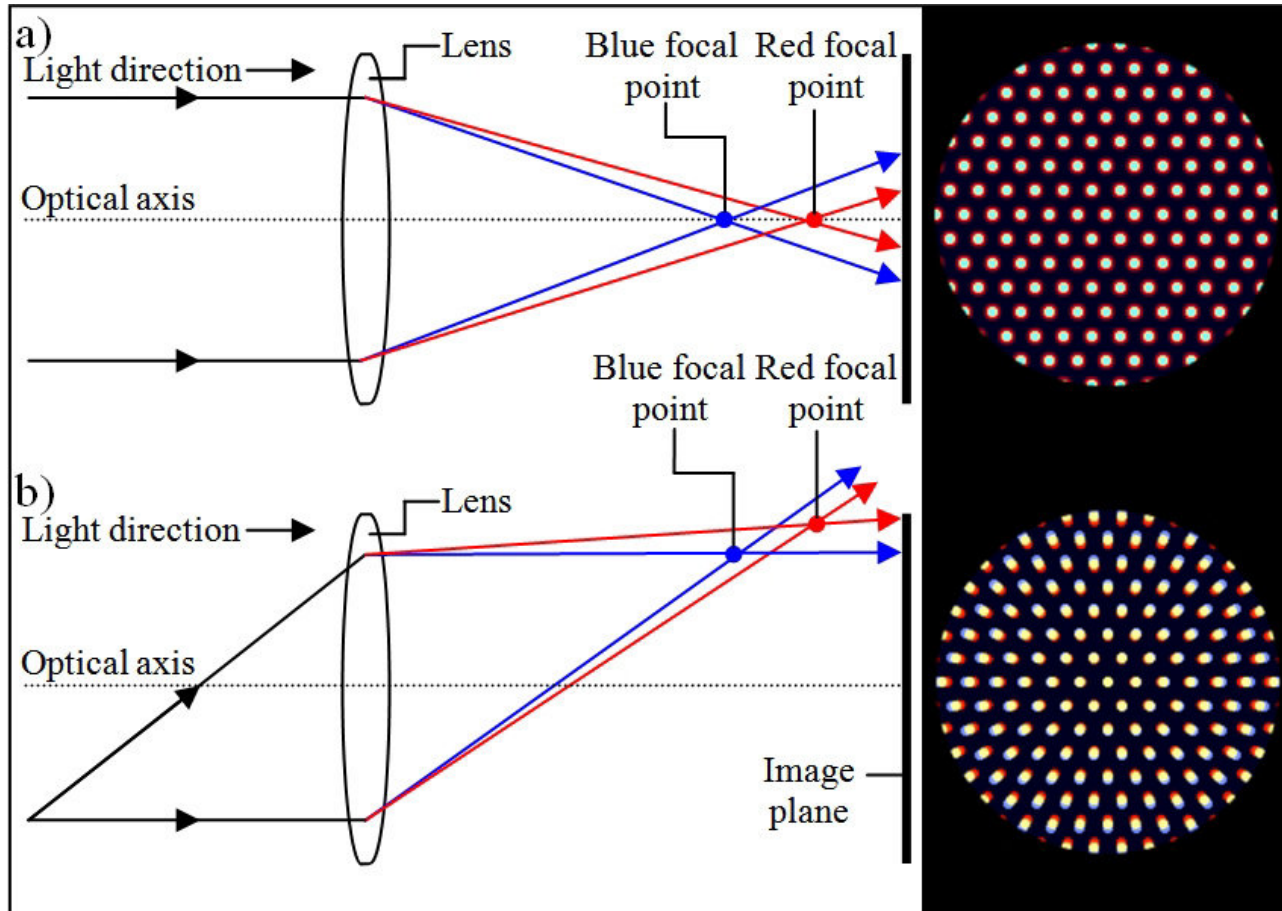 a)
Light direction
Lens
Blue focal
point
Red focal
point
Optical axis
Blue focal
point
Red focal
point
b)
Light direction
Lens
Optical axis
Image
plane